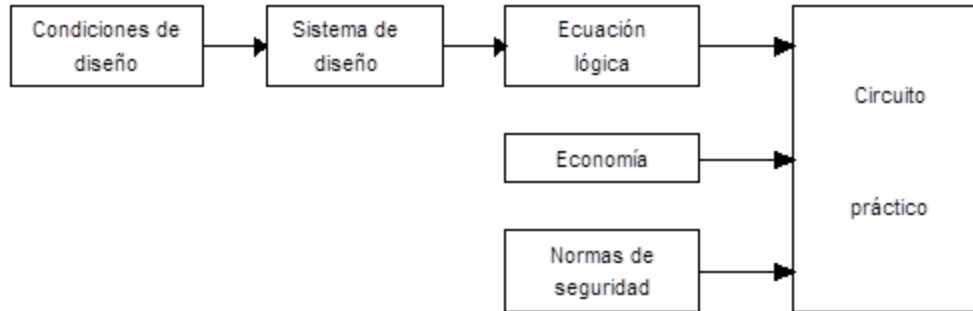 Condiciones de
diseño
Sistema de
diseño
Ecuación
lógica
Circuito
práctico
Economía
Normas de
seguridad